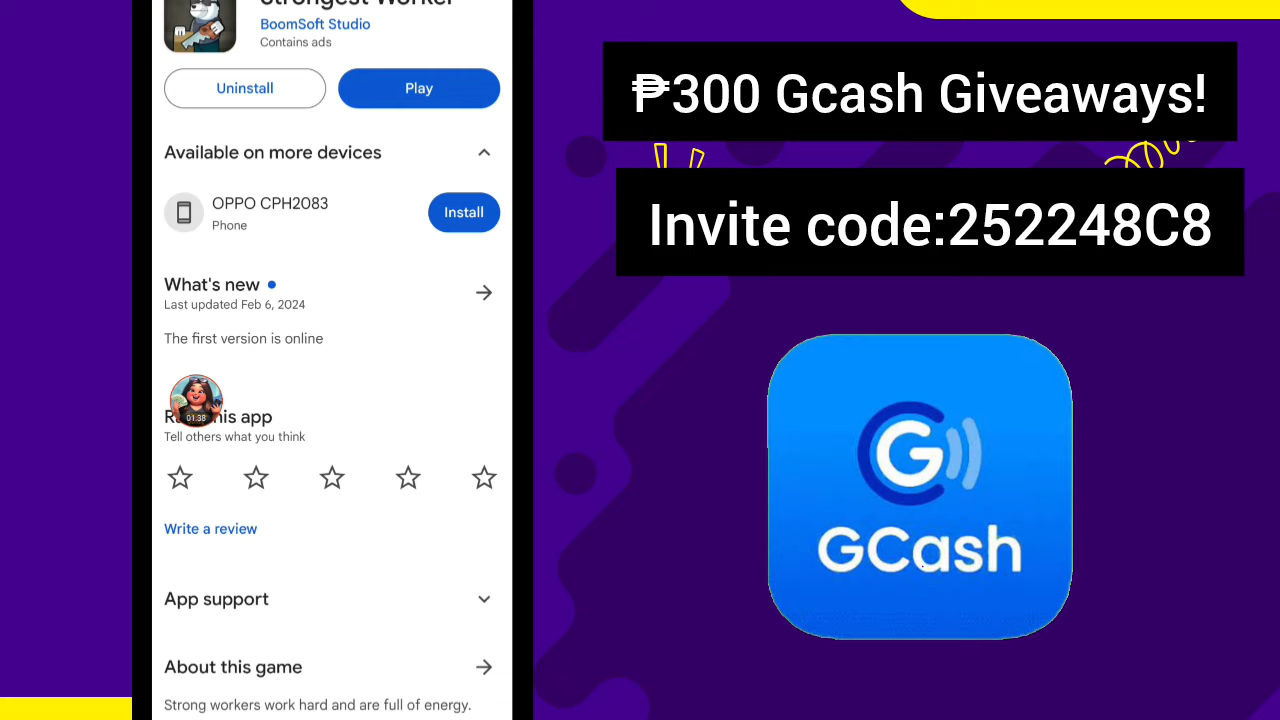 Strongest Worker
BoomSoft Studio
Contains ads
Uninstall
Play
Available on more devices
OPPO CPH2083
Phone
Install
What's new
Last updated Feb 6, 2024
The first version is online
01:38
his app
Tell others what you think
Write a review
App support
About this game
Strong workers work hard and are full of energy.
₱300 Gcash Giveaways!
Invite code:252248C8
G
GCash